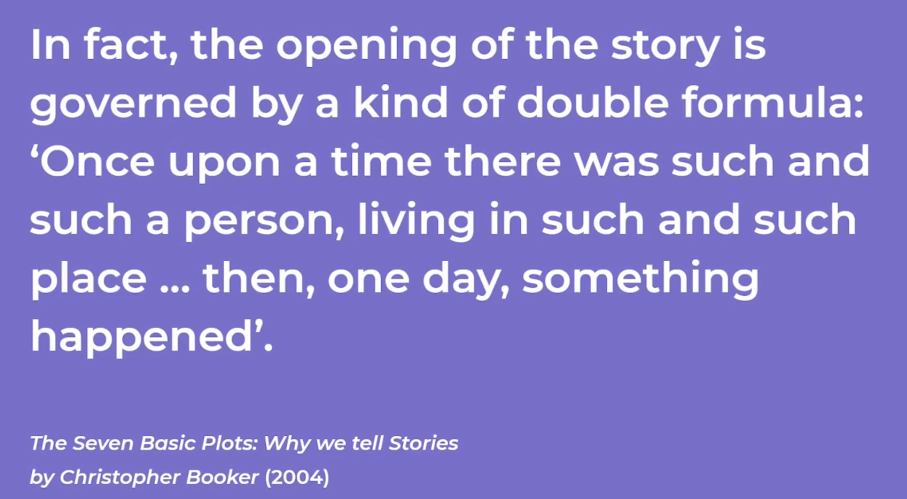 In fact, the opening of the story is
governed by a kind of double formula:
‘Once upon a time there was such and
such a person, living in such and such
place ... then, one day, something
happened’.
The Seven Basic Plots: Why we tell Stories
by Christopher Booker (2004)